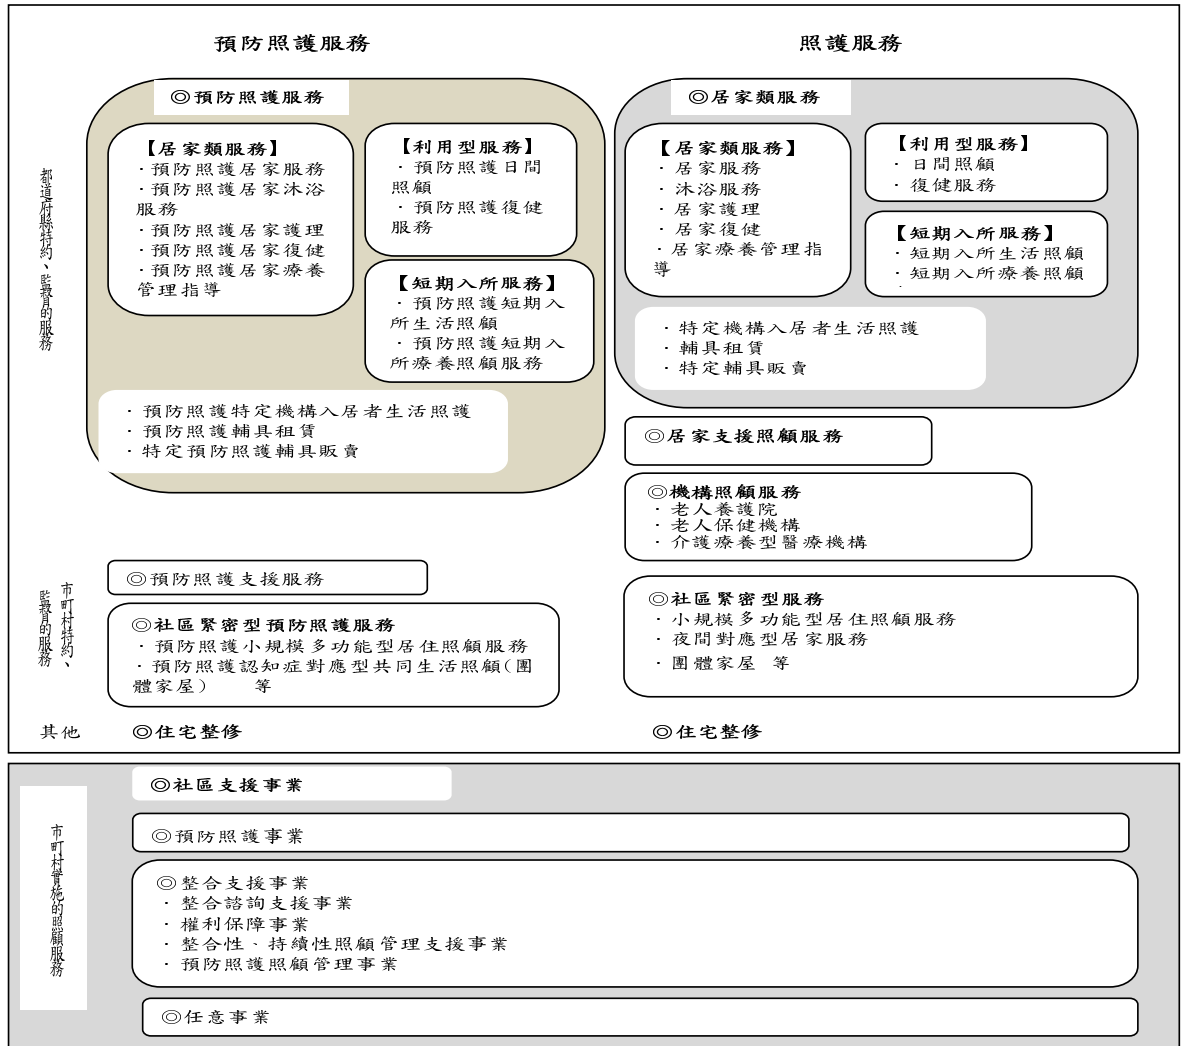 預防照護服務
照護服務
都道府縣特約、監督的服務
◎預防照護服務
【居家類服務】
．預防照護居家服務
．預防照護居家沐浴
服務
．預防照護居家護理
．預防照護居家復健
．預防照護居家療養
管理指導
【利用型服務】
．預防照護日間
照顧
．預防照護復健
服務
【短期入所服務】
．預防照護短期入
所生活照顧
．預防照護短期入
所療養照顧服務
．預防照護特定機構入居者生活照護
．預防照護輔具租賃
．特定預防照護輔具販賣
◎居家類服務
【居家類服務】
．居家服務
．沐浴服務
．居家護理
．居家復健
．居家療養管理指
導
【利用型服務】
．日間照顧
．復健服務
【短期入所服務】
．短期入所生活照顧
．短期入所療養照顧
．特定機構入居者生活照護
．輔具租賃
．特定輔具販賣
◎居家支援照顧服務
◎機構照顧服務
．老人養護院
．老人保健機構
．介護療養型醫療機構
市町村特約、
監督的服務
◎預防照護支援服務
◎社區緊密型預防照護服務
．預防照護小規模多功能型居住照顧服務
．預防照護認知症對應型共同生活照顧(團
體家屋) 等
◎社區緊密型服務
．小規模多功能型居住照顧服務
．夜間對應型居家服務
．團體家屋 等
其他
◎住宅整修
◎住宅整修
市町村實施的照顧服務
◎社區支援事業
◎預防照護事業
◎整合支援事業
．整合諮詢支援事業
．權利保障事業
．整合性、持續性照顧管理支援事業
．預防照護照顧管理事業
◎任意事業